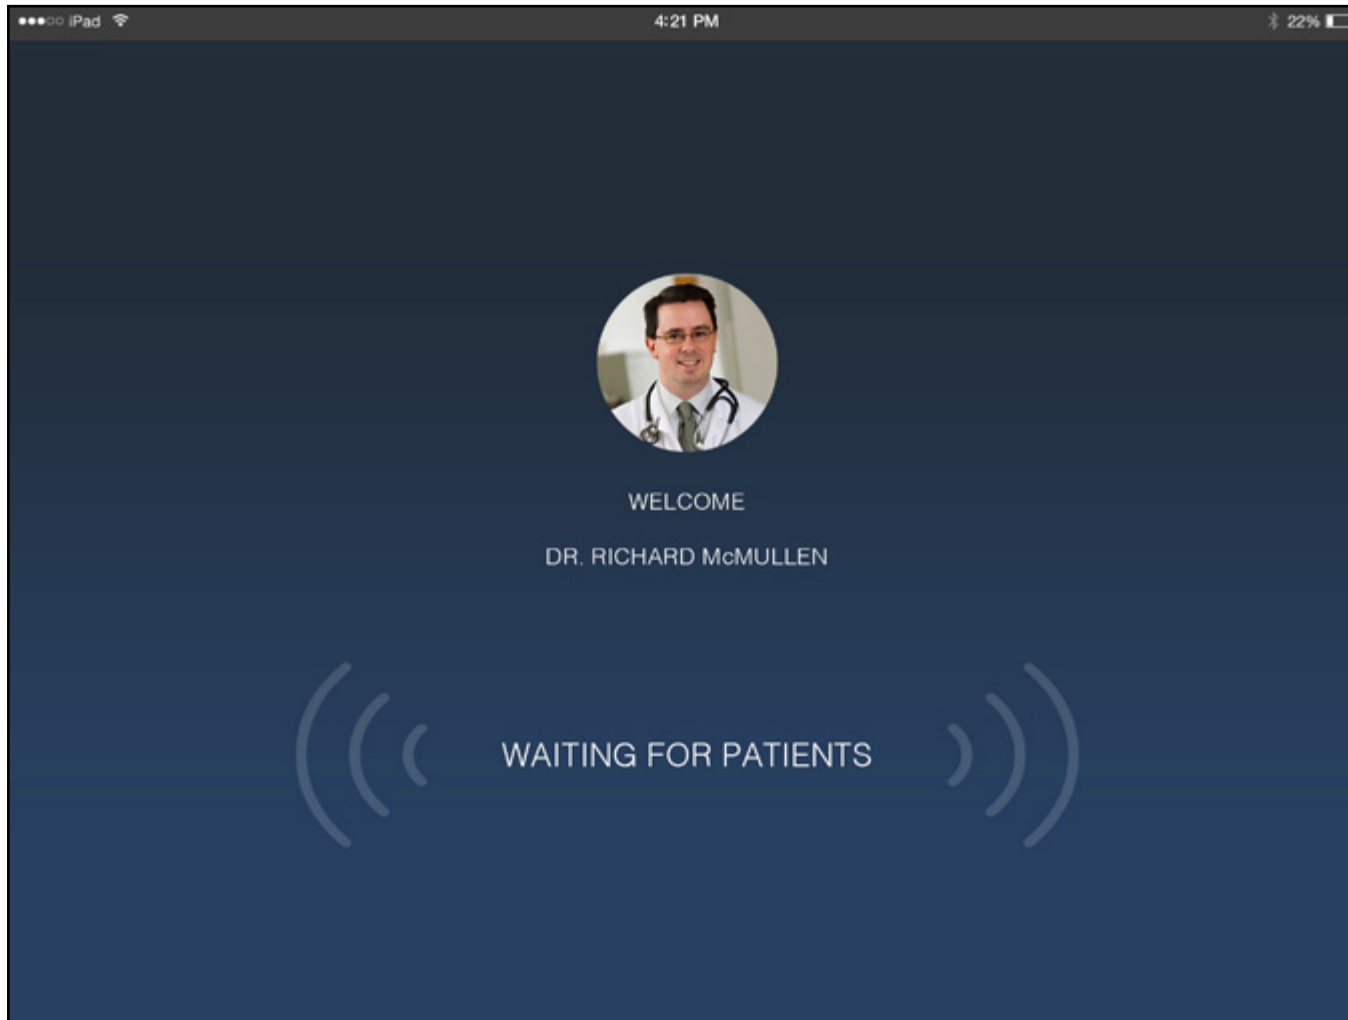 iPad
4:21 PM
22%
WELCOME
DR. RICHARD McMULLEN
WAITING FOR PATIENTS